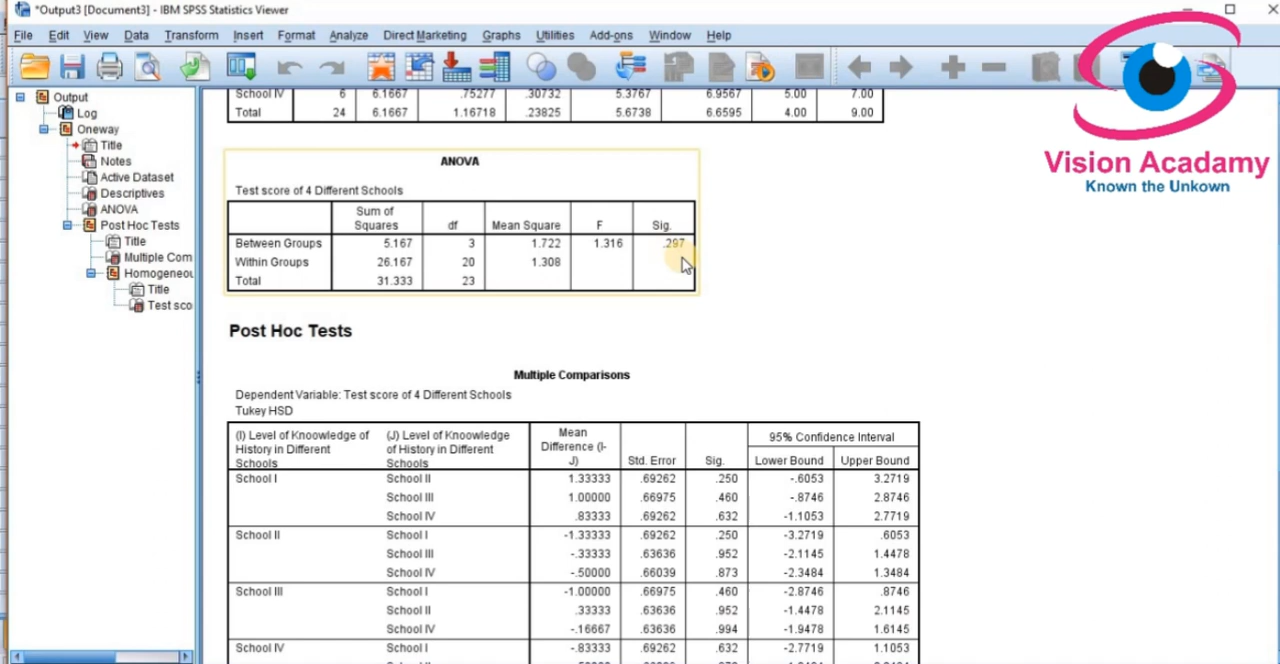 *Output3 [Document3] - IBM SPSS Statistics Viewer
File Edit View Data Transform Insert Format Analyze Direct Marketing Graphs Utilities Add-ons Window Help
Vision Acadamy
Known the Unkown
Output
Log
Oneway
Title
Notes
Active Dataset
Descriptives
ANOVA
Post Hoc Tests
Title
Multiple Com
Homogeneou
Title
Test sco
School IV 6 6.1667 .75277 .30732 5.3767 6.9567 5.00 7.00
Total 24 6.1667 1.16718 .23825 5.6738 6.6595 4.00 9.00
ANOVA
Test score of 4 Different Schools
Sum of Squares df Mean Square F Sig.
Between Groups 5.167 3 1.722 1.316 .297
Within Groups 26.167 20 1.308
Total 31.333 23
Post Hoc Tests
Multiple Comparisons
Dependent Variable: Test score of 4 Different Schools
Tukey HSD
(I) Level of Knoowledge of History in Different Schools (J) Level of Knoowledge of History in Different Schools Mean Difference (I-J) Std. Error Sig. 95% Confidence Interval
Lower Bound Upper Bound
School I School II 1.33333 .69262 .250 -.6053 3.2719
School III 1.00000 .66975 .460 -.8746 2.8746
School IV .83333 .69262 .632 -1.1053 2.7719
School II School I -1.33333 .69262 .250 -3.2719 .6053
School III -.33333 .63636 .952 -2.1145 1.4478
School IV -.50000 .66039 .873 -2.3484 1.3484
School III School I -1.00000 .66975 .460 -2.8746 .8746
School II .33333 .63636 .952 -1.4478 2.1145
School IV -.16667 .63636 .994 -1.9478 1.6145
School IV School I -.83333 .69262 .632 -2.7719 1.1053